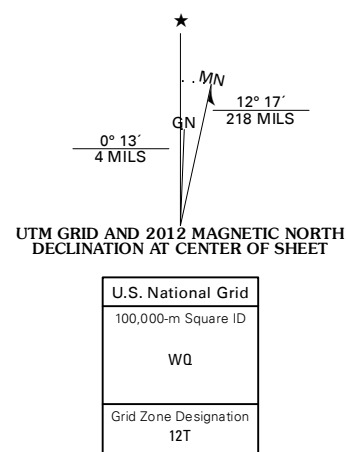 ★
MN
GN
12° 17´
218 MILS
0° 13´
4 MILS
UTM GRID AND 2012 MAGNETIC NORTH
DECLINATION AT CENTER OF SHEET
U.S. National Grid
100,000-m Square ID
WQ
Grid Zone Designation
12T